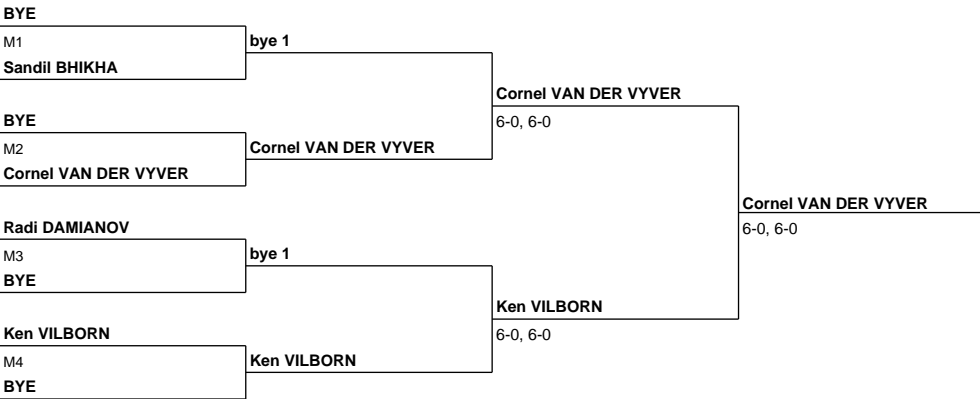 BYE
M1
Sandil BHIKHA
BYE
M2
Cornel VAN DER VYVER
Radi DAMIANOV
M3
BYE
Ken VILBORN
M4
BYE
bye 1
Cornel VAN DER VYVER
bye 1
Ken VILBORN
Cornel VAN DER VYVER
6-0, 6-0
Ken VILBORN
6-0, 6-0
Cornel VAN DER VYVER
6-0, 6-0